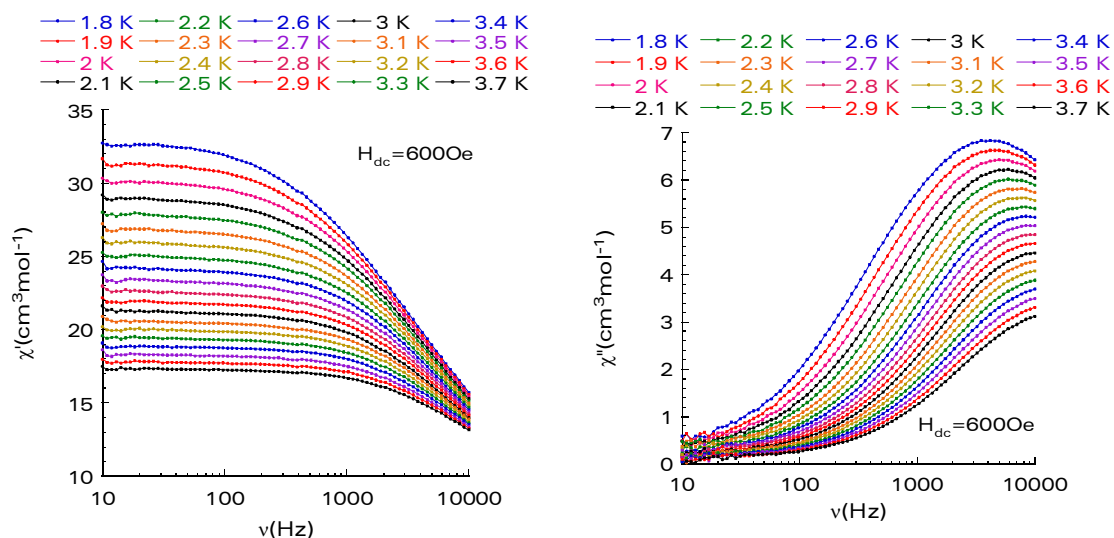 1.8 K 2.2 K 2.6 K 3 K 3.4 K
1.9 K 2.3 K 2.7 K 3.1 K 3.5 K
2 K 2.4 K 2.8 K 3.2 K 3.6 K
2.1 K 2.5 K 2.9 K 3.3 K 3.7 K
35
30
25
20
15
10
χ'(cm³mol⁻¹)
H_dc=600Oe
10 100 1000 10000
ν(Hz)
1.8 K 2.2 K 2.6 K 3 K 3.4 K
1.9 K 2.3 K 2.7 K 3.1 K 3.5 K
2 K 2.4 K 2.8 K 3.2 K 3.6 K
2.1 K 2.5 K 2.9 K 3.3 K 3.7 K
7
6
5
4
3
2
1
0
χ"(cm³mol⁻¹)
H_dc=600Oe
10 100 1000 10000
ν(Hz)